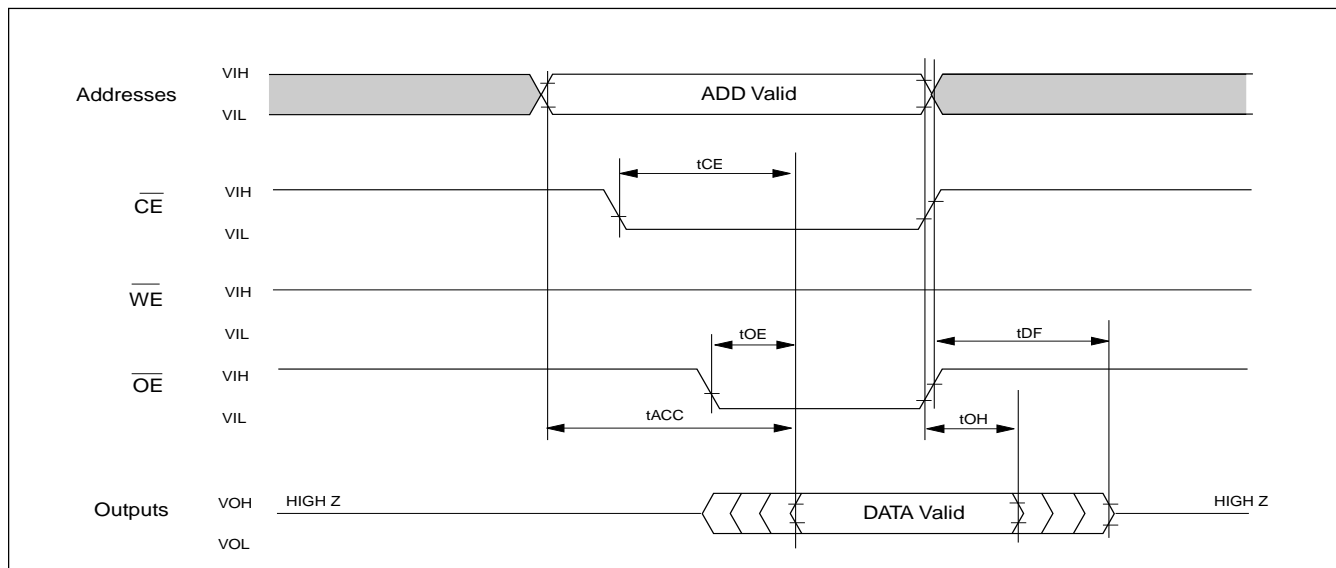 VIH
Addresses
ADD Valid
VIL
tCE
VIH
CE
VIL
WE
VIH
VIL
tOE
tDF
VIH
OE
VIL
tACC
tOH
VOH
HIGH Z
Outputs
DATA Valid
HIGH Z
VOL